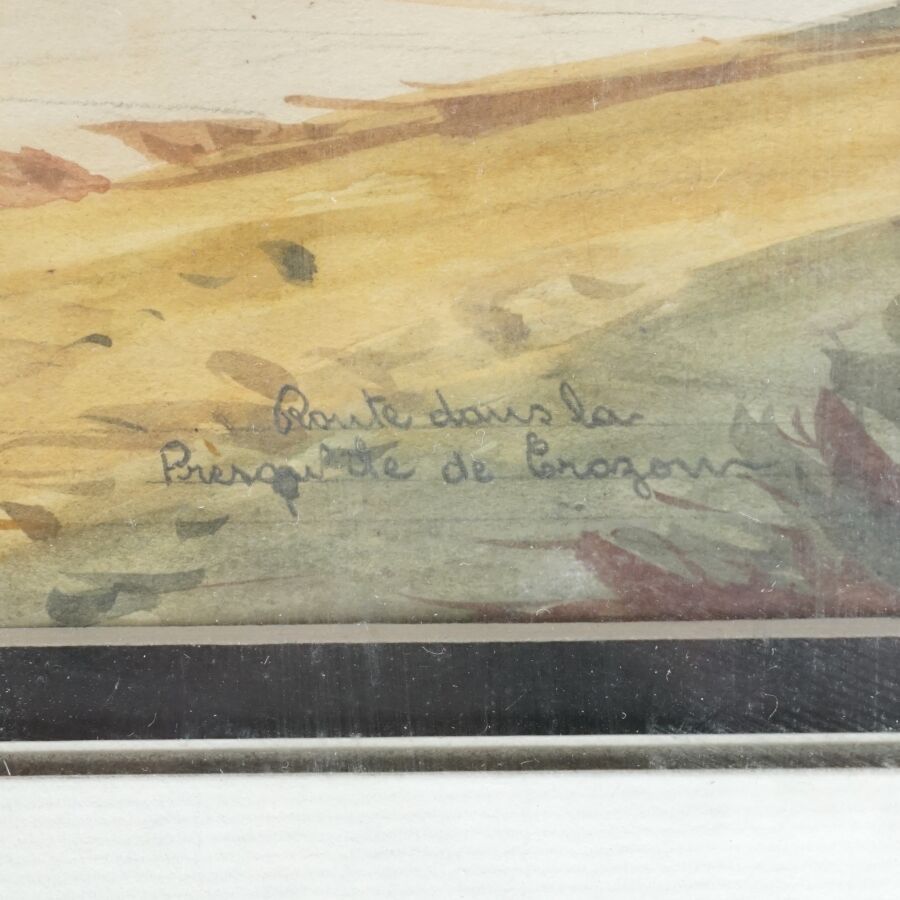 Route dans la
Presqu'île de Crozon